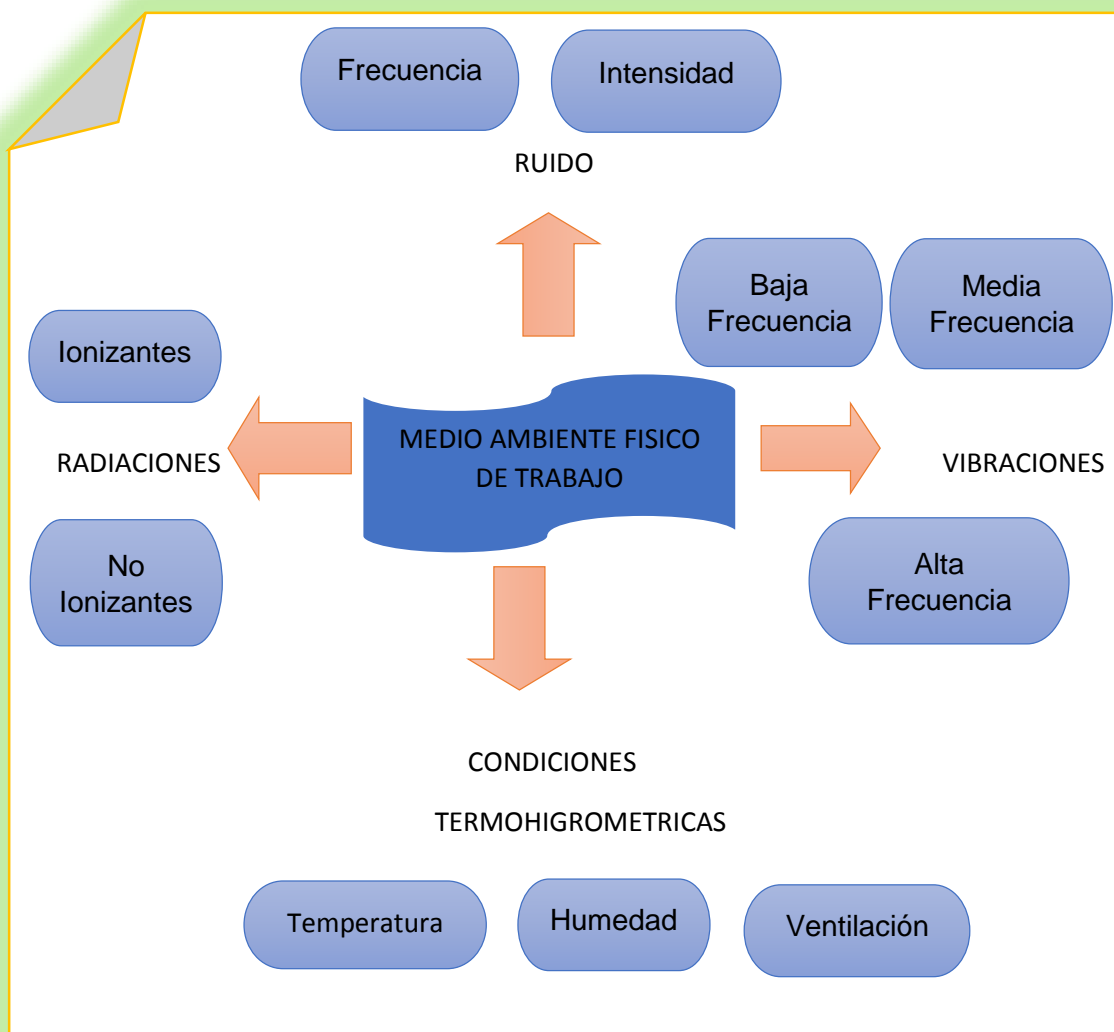 Frecuencia
Intensidad
RUIDO
Baja
Frecuencia
Media
Frecuencia
Ionizantes
RADIACIONES
No
Ionizantes
MEDIO AMBIENTE FISICO
DE TRABAJO
VIBRACIONES
Alta
Frecuencia
CONDICIONES
TERMOHIGROMETRICAS
Temperatura
Humedad
Ventilación